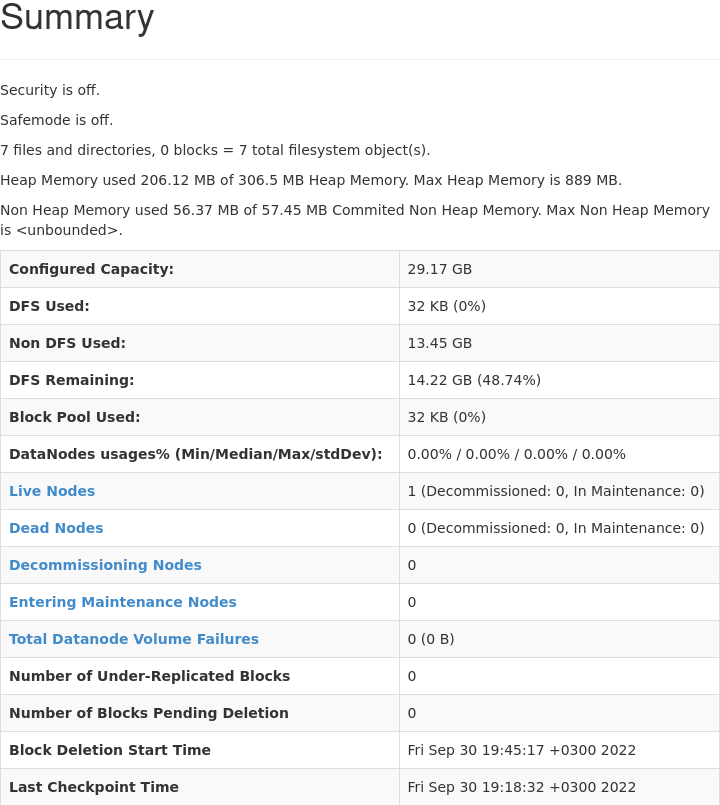 Summary
Security is off.
Safemode is off.
7 files and directories, 0 blocks = 7 total filesystem object(s).
Heap Memory used 206.12 MB of 306.5 MB Heap Memory. Max Heap Memory is 889 MB.
Non Heap Memory used 56.37 MB of 57.45 MB Commited Non Heap Memory. Max Non Heap Memory
is <unbounded>.
Configured Capacity: 29.17 GB
DFS Used: 32 KB (0%)
Non DFS Used: 13.45 GB
DFS Remaining: 14.22 GB (48.74%)
Block Pool Used: 32 KB (0%)
DataNodes usages% (Min/Median/Max/stdDev): 0.00% / 0.00% / 0.00% / 0.00%
Live Nodes 1 (Decommissioned: 0, In Maintenance: 0)
Dead Nodes 0 (Decommissioned: 0, In Maintenance: 0)
Decommissioning Nodes 0
Entering Maintenance Nodes 0
Total Datanode Volume Failures 0 (0 B)
Number of Under-Replicated Blocks 0
Number of Blocks Pending Deletion 0
Block Deletion Start Time Fri Sep 30 19:45:17 +0300 2022
Last Checkpoint Time Fri Sep 30 19:18:32 +0300 2022